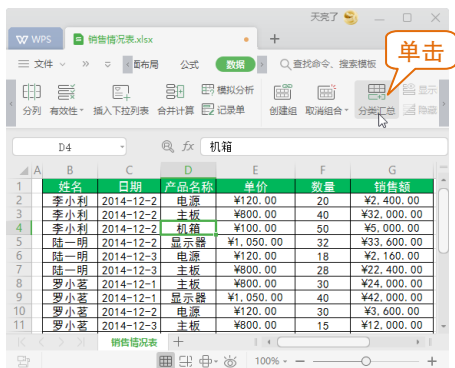 天亮了
WPS 销售情况表.xlsx
单击
文件 面布局 公式 数据 查找命令、搜索模板
分列 有效性 插入下拉列表 合并计算 模拟分析 记录单 创建组 取消组合 分类汇总 显示 隐藏
D4 fx 机箱
A B C D E F G
1 姓名 日期 产品名称 单价 数量 销售额
2 李小利 2014-12-2 电源 ¥120.00 20 ¥2,400.00
3 李小利 2014-12-2 主板 ¥800.00 40 ¥32,000.00
4 李小利 2014-12-2 机箱 ¥100.00 50 ¥5,000.00
5 陆一明 2014-12-2 显示器 ¥1,050.00 32 ¥33,600.00
6 陆一明 2014-12-3 电源 ¥120.00 18 ¥2,160.00
7 陆一明 2014-12-3 主板 ¥800.00 28 ¥22,400.00
8 罗小茗 2014-12-1 主板 ¥800.00 30 ¥24,000.00
9 罗小茗 2014-12-1 显示器 ¥1,050.00 40 ¥42,000.00
10 罗小茗 2014-12-2 电源 ¥120.00 30 ¥3,600.00
11 罗小茗 2014-12-3 主板 ¥800.00 15 ¥12,000.00
销售情况表
100%